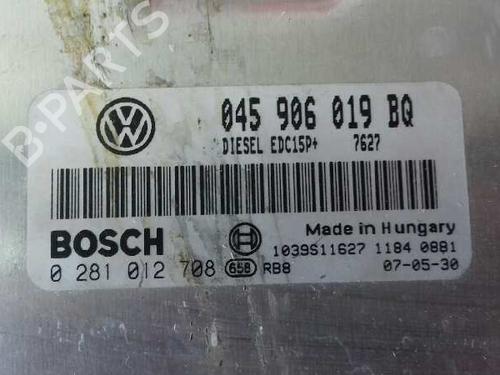 045 906 019 BQ
DIESEL EDC15P+ 7627
BOSCH
Made in Hungary
1039S11627 1184 0881
0 281 012 708 658 RB8 07-05-30
B-PARTS